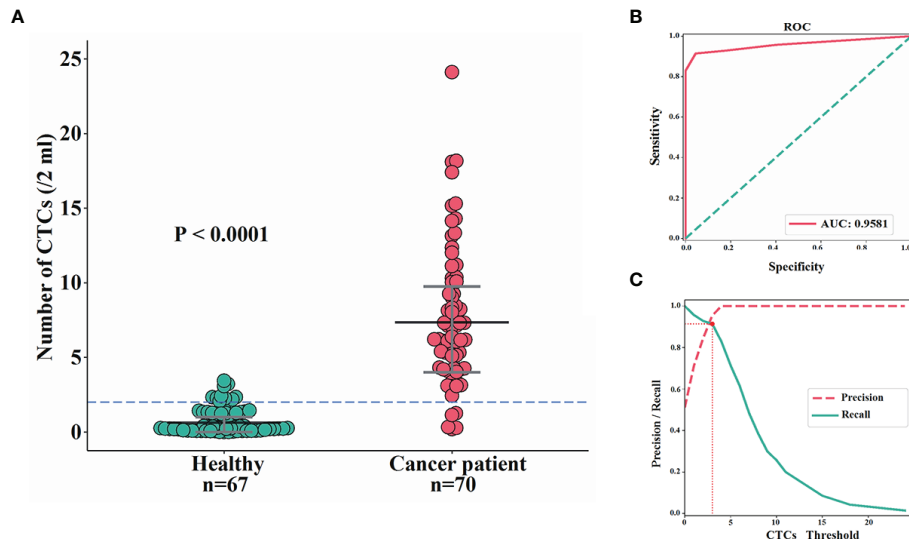 A
Number of CTCs (/2 ml)
25
20
15
10
5
0
P < 0.0001
Healthy
n=67
Cancer patient
n=70
B
ROC
Sensitivity
1.0
0.8
0.6
0.4
0.2
0.0
AUC: 0.9581
0.2 0.4 0.6 0.8 1.0
Specificity
C
Precision / Recall
1.0
0.8
0.6
0.4
0.2
0.0
Precision
Recall
0 5 10 15 20
CTCs Threshold